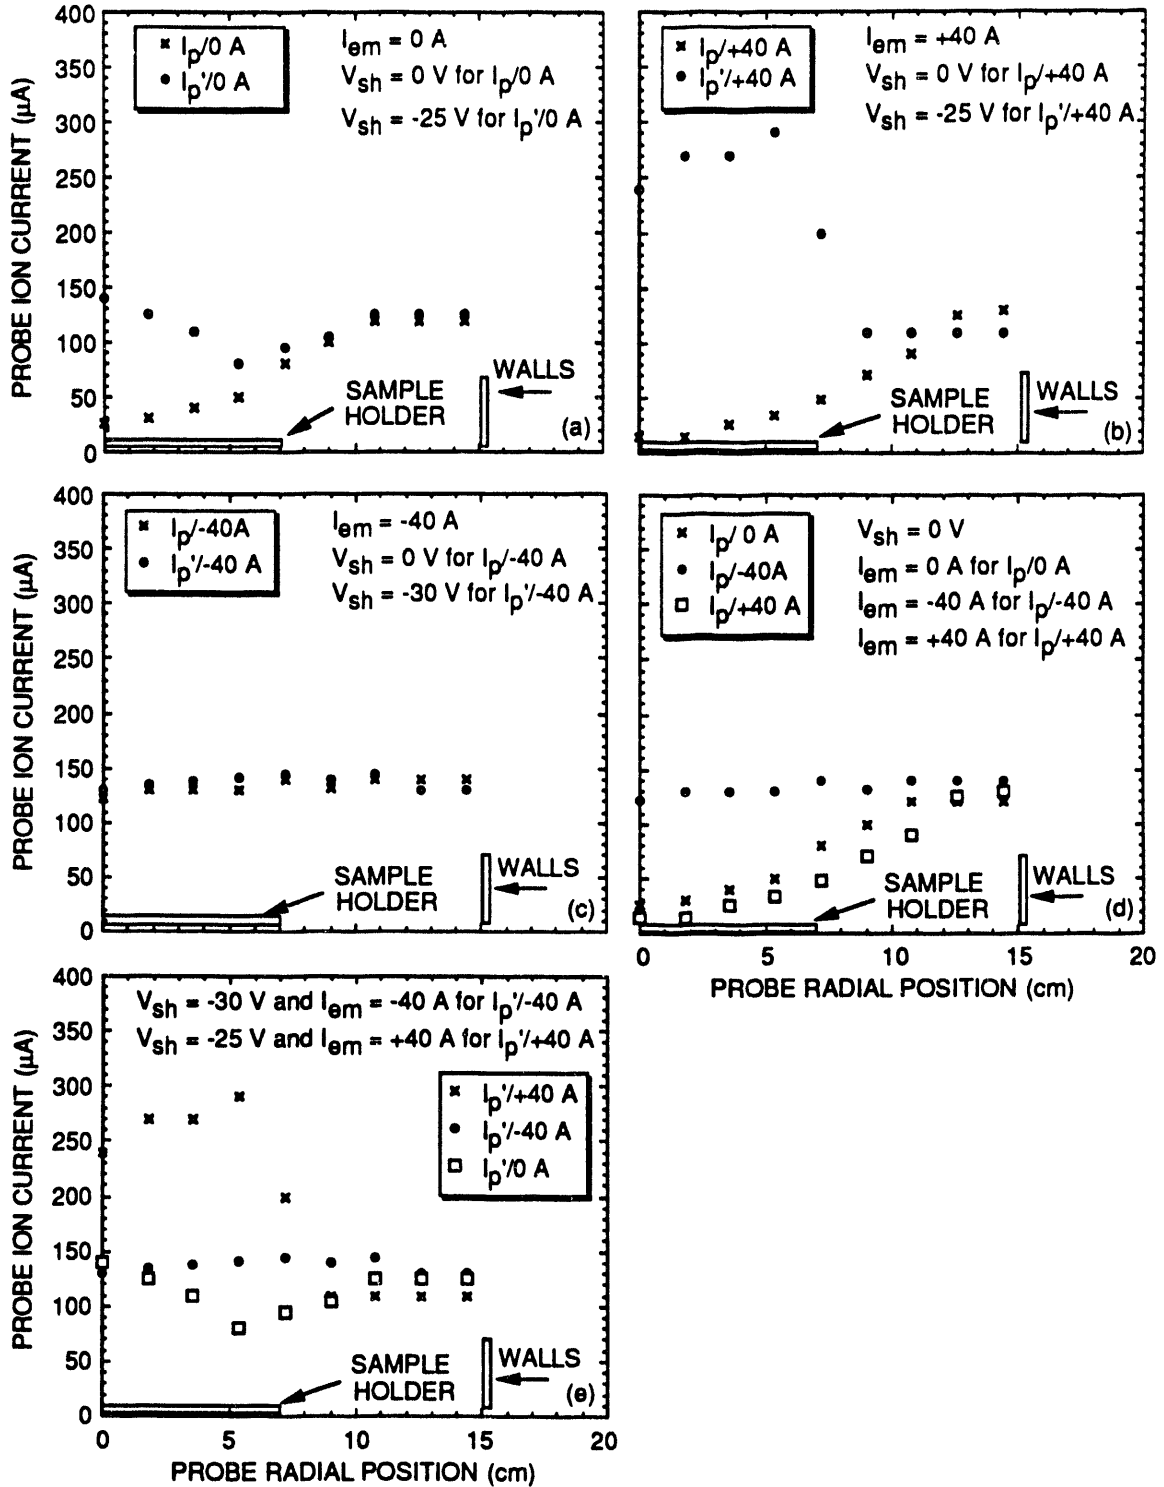 PROBE ION CURRENT (μA)
400
350
300
250
200
150
100
50
0
Ip/0 A
Ip'/0 A
Iem = 0 A
Vsh = 0 V for Ip/0 A
Vsh = -25 V for Ip'/0 A
SAMPLE
HOLDER
WALLS
(a)
Ip/+40 A
Ip'/+40 A
Iem = +40 A
Vsh = 0 V for Ip/+40 A
Vsh = -25 V for Ip'/+40 A
SAMPLE
HOLDER
WALLS
(b)
PROBE ION CURRENT (μA)
400
350
300
250
200
150
100
50
0
Ip/-40A
Ip'/-40 A
Iem = -40 A
Vsh = 0 V for Ip/-40 A
Vsh = -30 V for Ip'/-40 A
SAMPLE
HOLDER
WALLS
(c)
Ip/ 0 A
Ip/-40A
Ip/+40 A
Vsh = 0 V
Iem = 0 A for Ip/0 A
Iem = -40 A for Ip/-40 A
Iem = +40 A for Ip/+40 A
SAMPLE
HOLDER
WALLS
(d)
0 5 10 15 20
PROBE RADIAL POSITION (cm)
PROBE ION CURRENT (μA)
400
350
300
250
200
150
100
50
0
Vsh = -30 V and Iem = -40 A for Ip'/-40 A
Vsh = -25 V and Iem = +40 A for Ip'/+40 A
Ip'/+40 A
Ip'/-40 A
Ip'/0 A
SAMPLE
HOLDER
WALLS
(e)
0 5 10 15 20
PROBE RADIAL POSITION (cm)